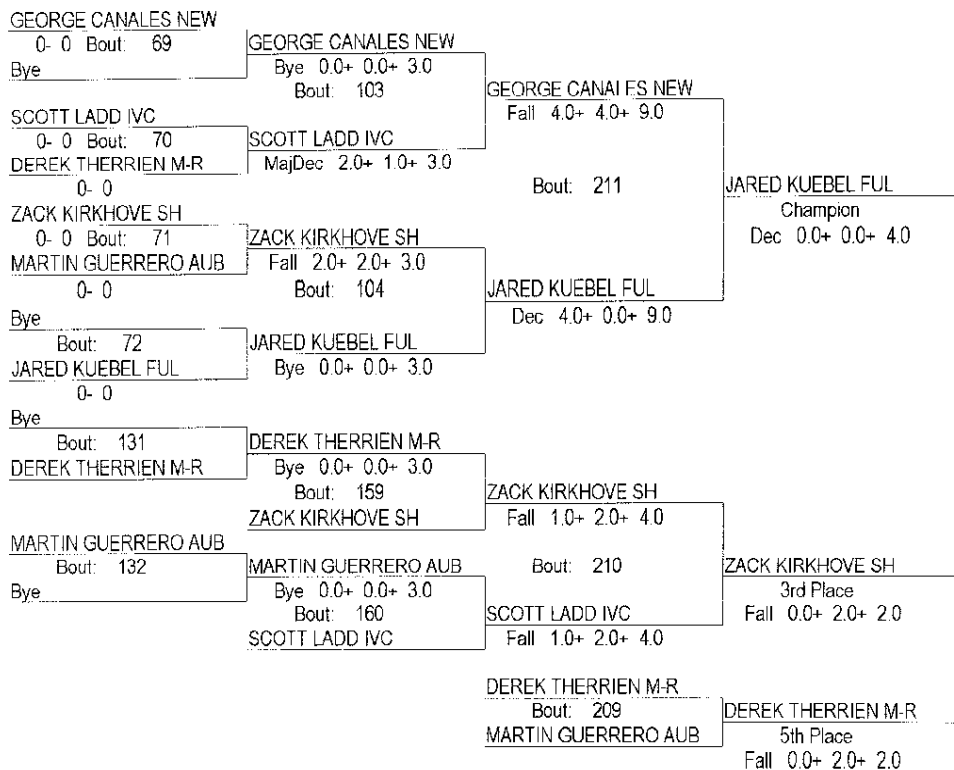 GEORGE CANALES NEW
0- 0 Bout: 69
Bye
GEORGE CANALES NEW
Bye 0.0+ 0.0+ 3.0
Bout: 103
SCOTT LADD IVC
0- 0 Bout: 70
DEREK THERRIEN M-R
0- 0
SCOTT LADD IVC
MajDec 2.0+ 1.0+ 3.0
GEORGE CANALES NEW
Fall 4.0+ 4.0+ 9.0
Bout: 211
ZACK KIRKHOVE SH
0- 0 Bout: 71
MARTIN GUERRERO AUB
0- 0
ZACK KIRKHOVE SH
Fall 2.0+ 2.0+ 3.0
Bout: 104
Bye
Bout: 72
JARED KUEBEL FUL
0- 0
JARED KUEBEL FUL
Bye 0.0+ 0.0+ 3.0
JARED KUEBEL FUL
Dec 4.0+ 0.0+ 9.0
JARED KUEBEL FUL
Champion
Dec 0.0+ 0.0+ 4.0
Bye
Bout: 131
DEREK THERRIEN M-R
DEREK THERRIEN M-R
Bye 0.0+ 0.0+ 3.0
Bout: 159
ZACK KIRKHOVE SH
ZACK KIRKHOVE SH
Fall 1.0+ 2.0+ 4.0
Bout: 210
MARTIN GUERRERO AUB
Bout: 132
Bye
MARTIN GUERRERO AUB
Bye 0.0+ 0.0+ 3.0
Bout: 160
SCOTT LADD IVC
SCOTT LADD IVC
Fall 1.0+ 2.0+ 4.0
ZACK KIRKHOVE SH
3rd Place
Fall 0.0+ 2.0+ 2.0
DEREK THERRIEN M-R
Bout: 209
MARTIN GUERRERO AUB
DEREK THERRIEN M-R
5th Place
Fall 0.0+ 2.0+ 2.0